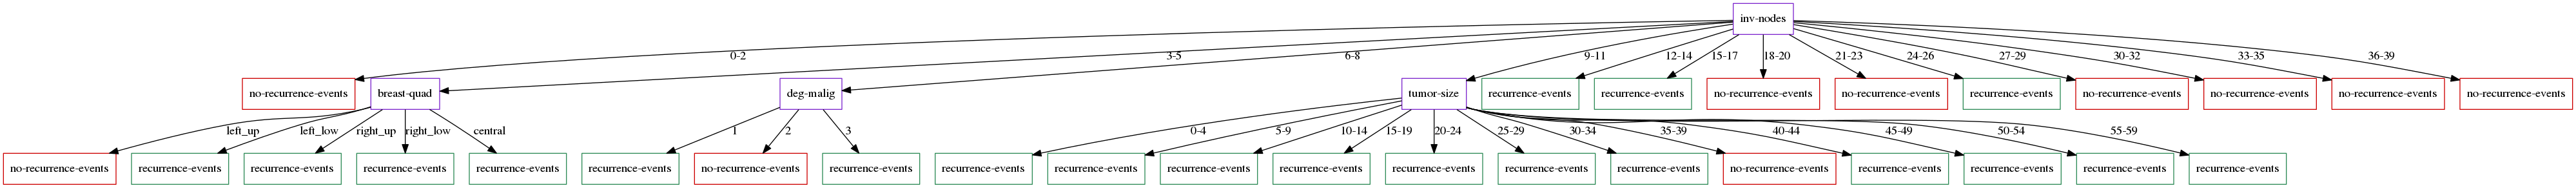 inv-nodes
0-2
3-5
6-8
9-11
12-14
15-17
18-20
21-23
24-26
27-29
30-32
33-35
36-39
no-recurrence-events
breast-quad
deg-malig
tumor-size
recurrence-events
recurrence-events
no-recurrence-events
no-recurrence-events
recurrence-events
no-recurrence-events
no-recurrence-events
no-recurrence-events
no-recurrence-events
left_up
left_low
right_up
right_low
central
1
2
3
0-4
5-9
10-14
15-19
20-24
25-29
30-34
35-39
40-44
45-49
50-54
55-59
no-recurrence-events
recurrence-events
recurrence-events
recurrence-events
recurrence-events
recurrence-events
no-recurrence-events
recurrence-events
recurrence-events
recurrence-events
recurrence-events
recurrence-events
recurrence-events
recurrence-events
recurrence-events
no-recurrence-events
recurrence-events
recurrence-events
recurrence-events
recurrence-events